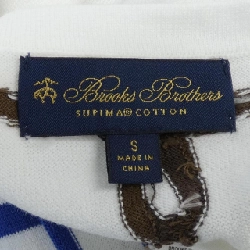 Brooks Brothers
SUPIMA® COTTON
S
MADE IN
CHINA